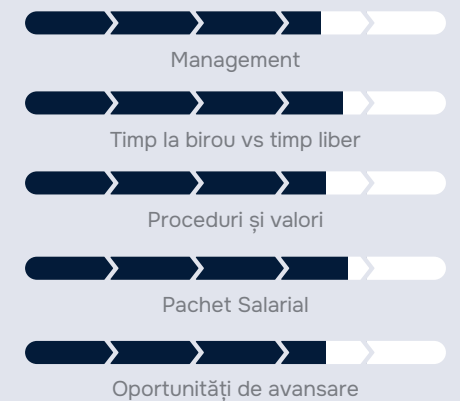 Management
Timp la birou vs timp liber
Proceduri și valori
Pachet Salarial
Oportunități de avansare